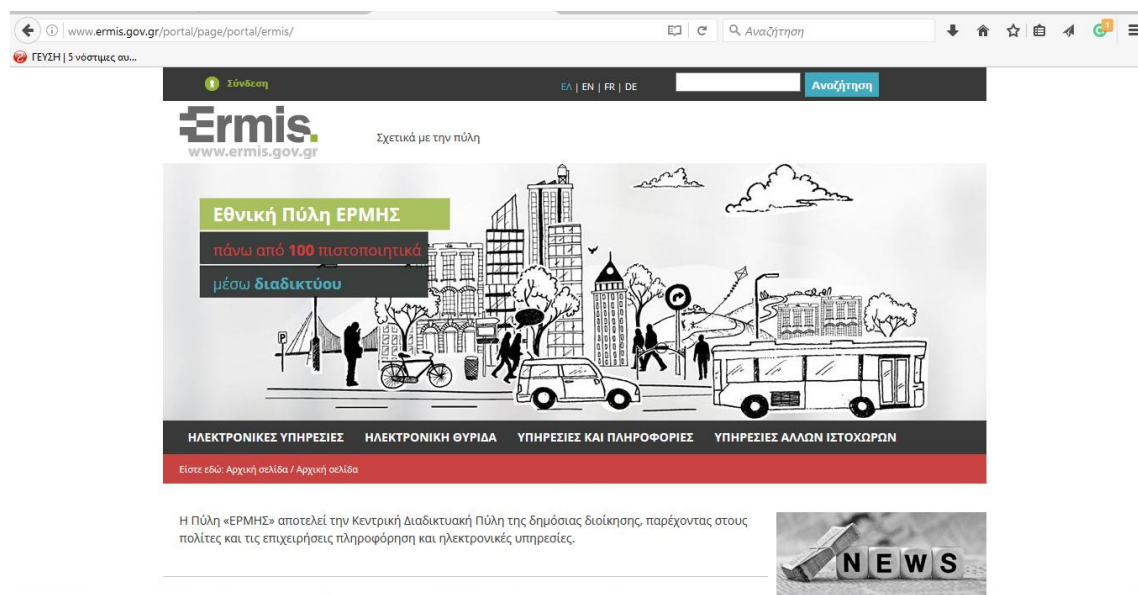 www.ermis.gov.gr/portal/page/portal/ermis/
Αναζήτηση
1
ΓΕΥΣΗ | 5 νόστιμες αυ...
Σύνδεση
ΕΛ | EN | FR | DE
Αναζήτηση
Ermis.
www.ermis.gov.gr
Σχετικά με την πύλη
Εθνική Πύλη ΕΡΜΗΣ
πάνω από 100 πιστοποιητικά
μέσω διαδικτύου
P
ΗΛΕΚΤΡΟΝΙΚΕΣ ΥΠΗΡΕΣΙΕΣ ΗΛΕΚΤΡΟΝΙΚΗ ΘΥΡΙΔΑ ΥΠΗΡΕΣΙΕΣ ΚΑΙ ΠΛΗΡΟΦΟΡΙΕΣ ΥΠΗΡΕΣΙΕΣ ΑΛΛΩΝ ΙΣΤΟΧΩΡΩΝ
Είστε εδώ: Αρχική σελίδα / Αρχική σελίδα
Η Πύλη «ΕΡΜΗΣ» αποτελεί την Κεντρική Διαδικτυακή Πύλη της δημόσιας διοίκησης, παρέχοντας στους
πολίτες και τις επιχειρήσεις πληροφόρηση και ηλεκτρονικές υπηρεσίες.
NEWS